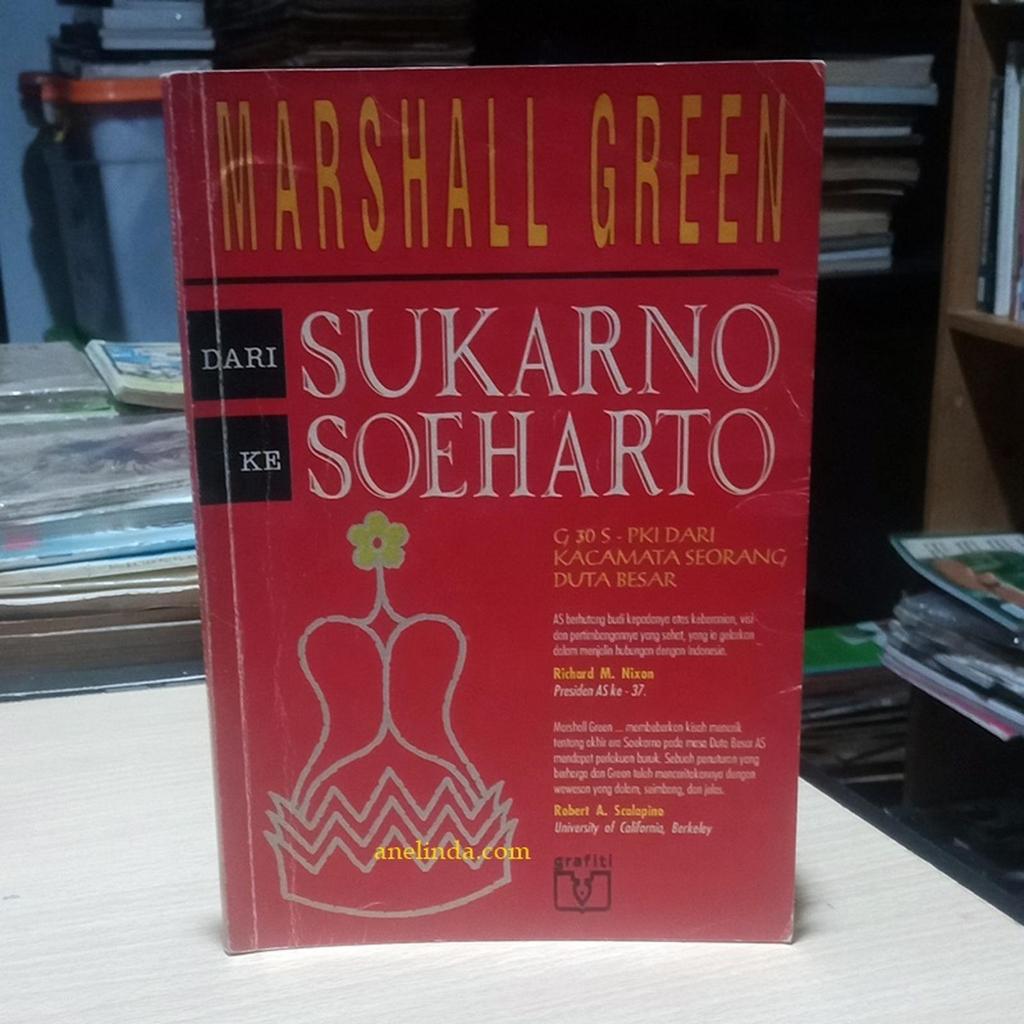 MARSHALL GREEN
DARI SUKARNO
KE SOEHARTO
G 30 S - PKI DARI
KACAMATA SEORANG
DUTA BESAR
AS berhutang budi kepadanya atas keberanian, visi
dan pertimbangannya yang sehat, yang ia gelarkan
dalam menjalin hubungan dengan Indonesia.
Richard M. Nixon
Presiden AS ke - 37.
Marshall Green ... membeberkan kisah menarik
tentang akhir era Soekarno pada masa Duta Besar AS
mendapat perlakuan buruk. Sebuah penuturan yang
berharga dan Green telah menceritakannya dengan
wawasan yang dalam, seimbang, dan jelas.
Robert A. Scalapino
University of California, Berkeley
anelinda.com
grafiti